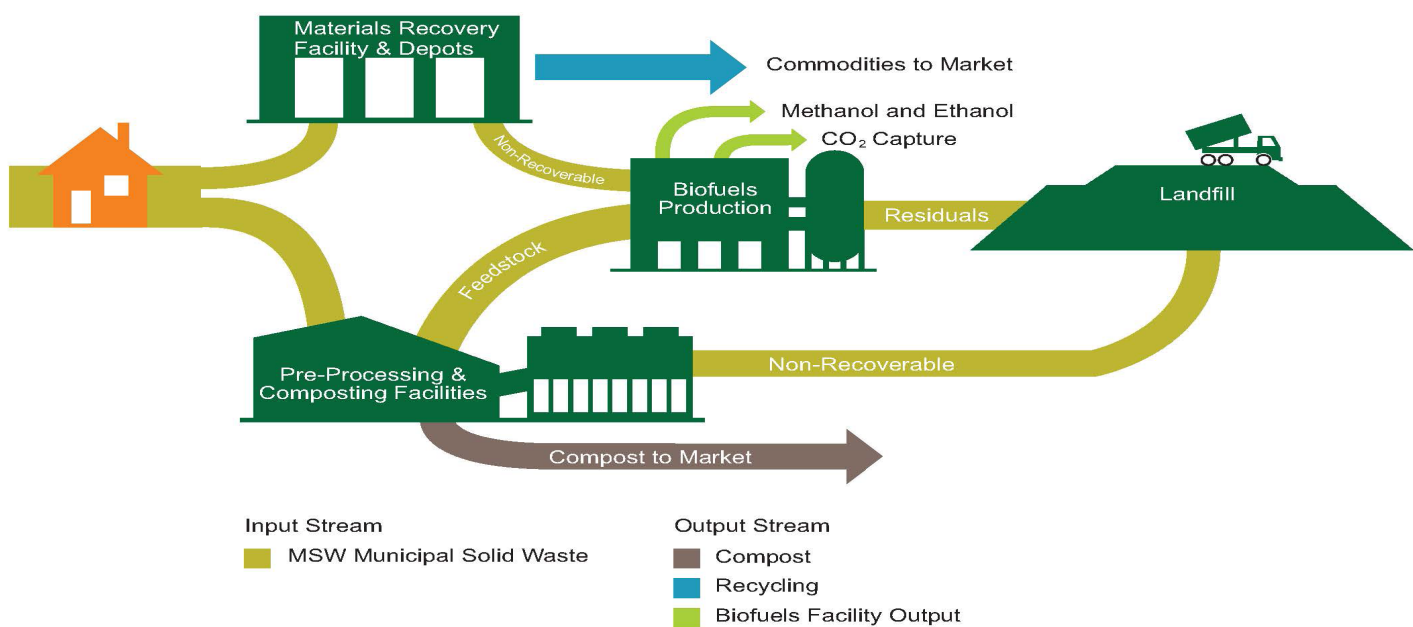 Materials Recovery
Facility & Depots
Commodities to Market
Methanol and Ethanol
CO₂ Capture
Non-Recoverable
Biofuels
Production
Residuals
Landfill
Feedstock
Pre-Processing &
Composting Facilities
Non-Recoverable
Compost to Market
Input Stream
MSW Municipal Solid Waste
Output Stream
Compost
Recycling
Biofuels Facility Output